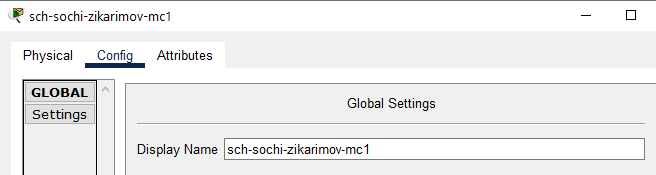 sch-sochi-zikarimov-mc1
Physical Config Attributes
GLOBAL
Settings
Global Settings
Display Name sch-sochi-zikarimov-mc1